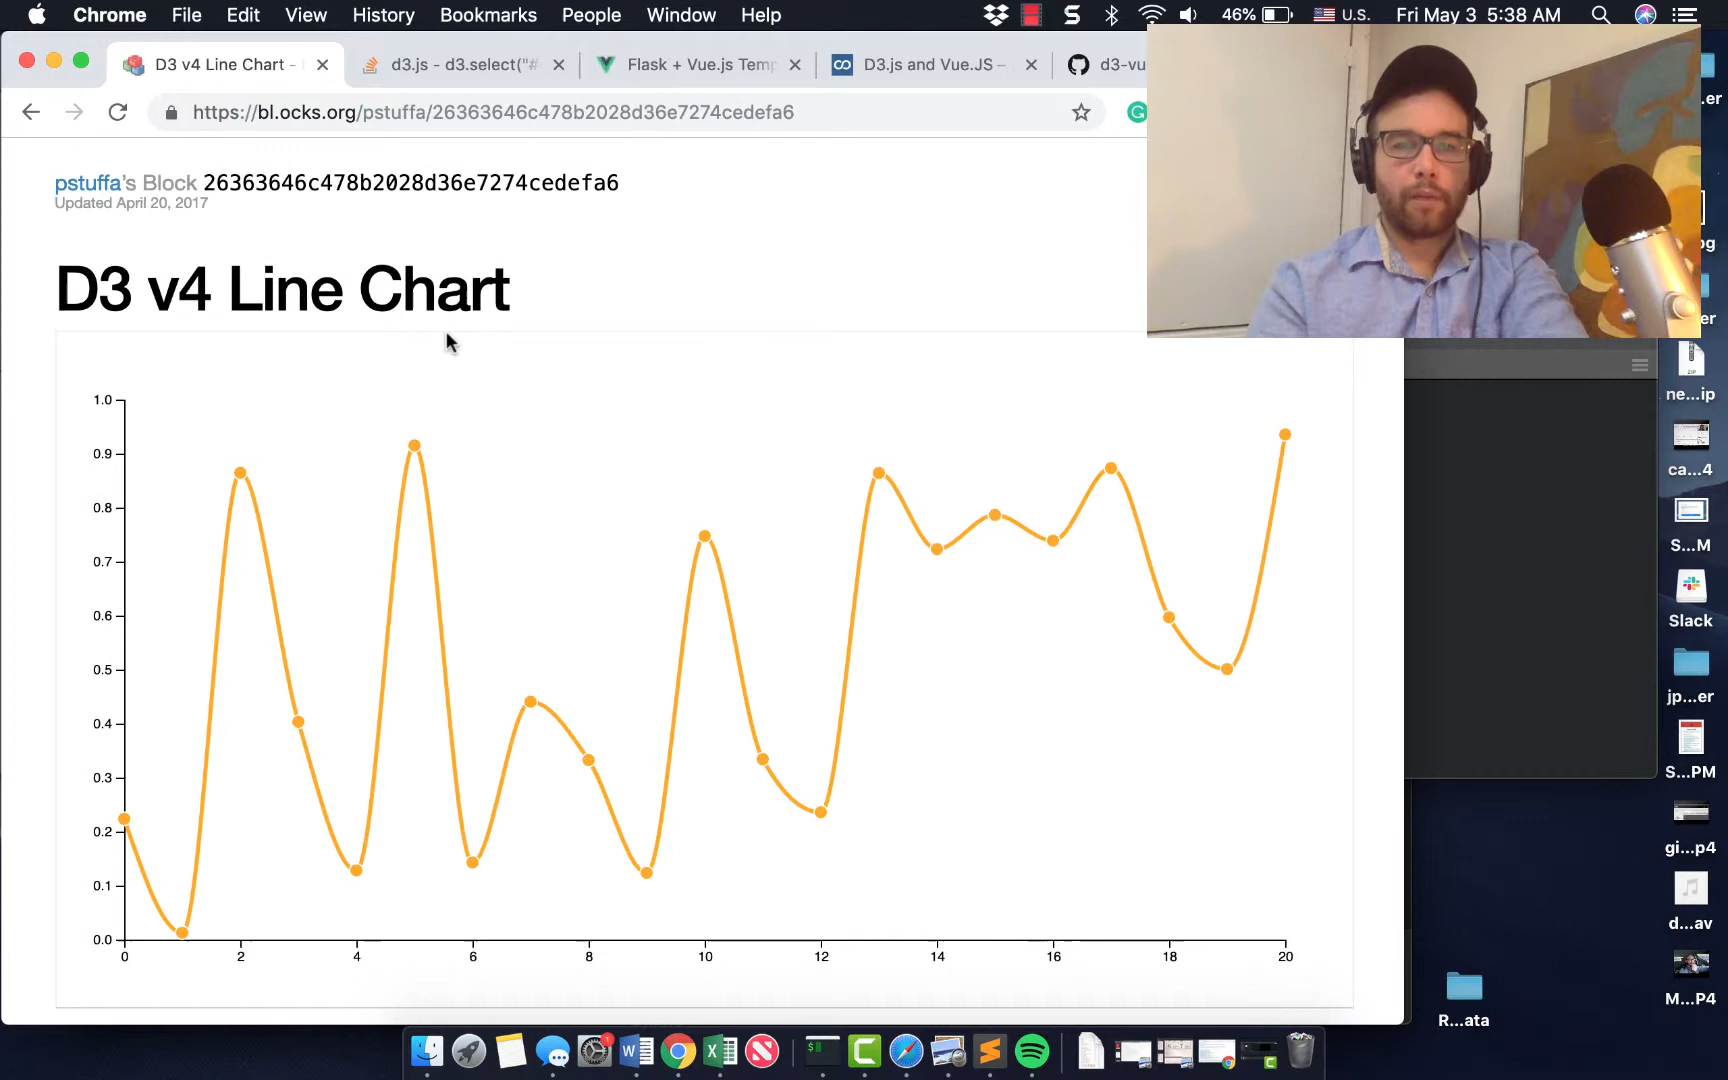 Chrome File Edit View History Bookmarks People Window Help 46% U.S. Fri May 3 5:38 AM
D3 v4 Line Chart - d3.js - d3.select("# Flask + Vue.js Temp D3.js and Vue.JS – d3-vu
https://bl.ocks.org/pstuffa/26363646c478b2028d36e7274cedefa6
pstuffa's Block 26363646c478b2028d36e7274cedefa6
Updated April 20, 2017
D3 v4 Line Chart
1.0
0.9
0.8
0.7
0.6
0.5
0.4
0.3
0.2
0.1
0.0
0 2 4 6 8 10 12 14 16 18 20
...er
ne...ip
ZIP
ca...4
S...M
Slack
jp...er
S...PM
gi...p4
d...av
M...P4
R...ata